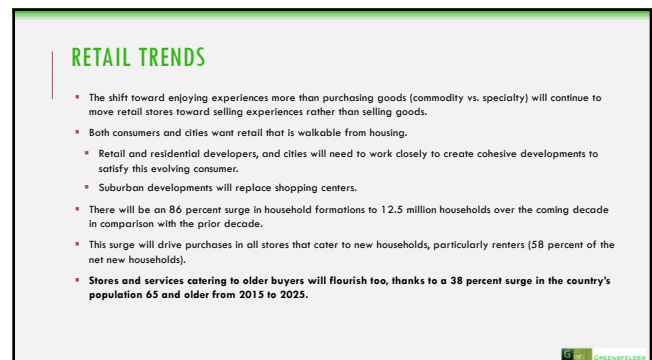 RETAIL TRENDS
▪ The shift toward enjoying experiences more than purchasing goods (commodity vs. specialty) will continue to
move retail stores toward selling experiences rather than selling goods.
▪ Both consumers and cities want retail that is walkable from housing.
▪ Retail and residential developers, and cities will need to work closely to create cohesive developments to
satisfy this evolving consumer.
▪ Suburban developments will replace shopping centers.
▪ There will be an 86 percent surge in household formations to 12.5 million households over the coming decade
in comparison with the prior decade.
▪ This surge will drive purchases in all stores that cater to new households, particularly renters (58 percent of the
net new households).
▪ Stores and services catering to older buyers will flourish too, thanks to a 38 percent surge in the country's
population 65 and older from 2015 to 2025.
G GREENSFELDER